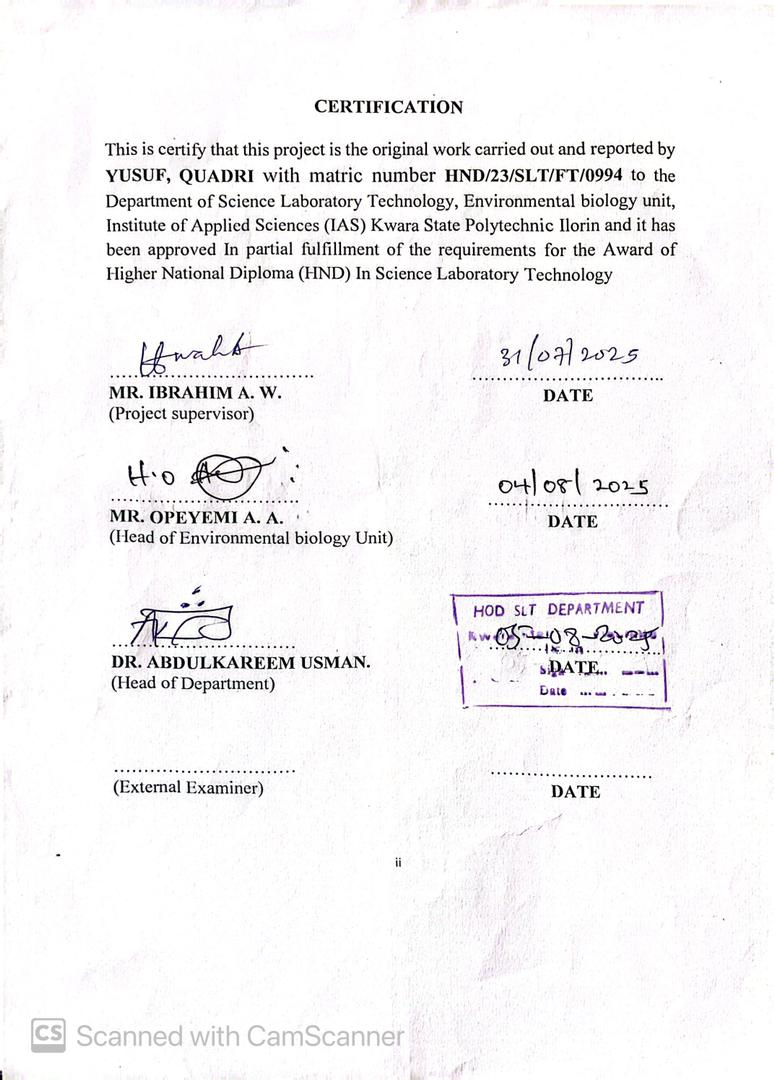 CERTIFICATION
This is certify that this project is the original work carried out and reported by
YUSUF, QUADRI with matric number HND/23/SLT/FT/0994 to the
Department of Science Laboratory Technology, Environmental biology unit,
Institute of Applied Sciences (IAS) Kwara State Polytechnic Ilorin and it has
been approved In partial fulfillment of the requirements for the Award of
Higher National Diploma (HND) In Science Laboratory Technology
31/07/2025
MR. IBRAHIM A. W.
DATE
(Project supervisor)
H.O
04/08/2025
MR. OPEYEMI A. A.
DATE
(Head of Environmental biology Unit)
HOD SLT DEPARTMENT
05-08-2025
DR. ABDULKAREEM USMAN.
DATE
(Head of Department)
Date
(External Examiner)
DATE
ii
CS Scanned with CamScanner